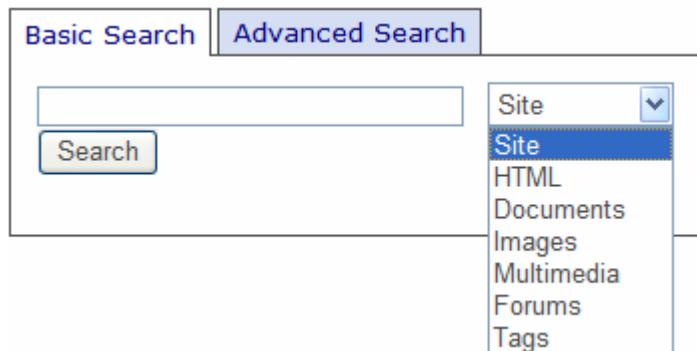 Basic Search Advanced Search
Site
Search
Site
HTML
Documents
Images
Multimedia
Forums
Tags